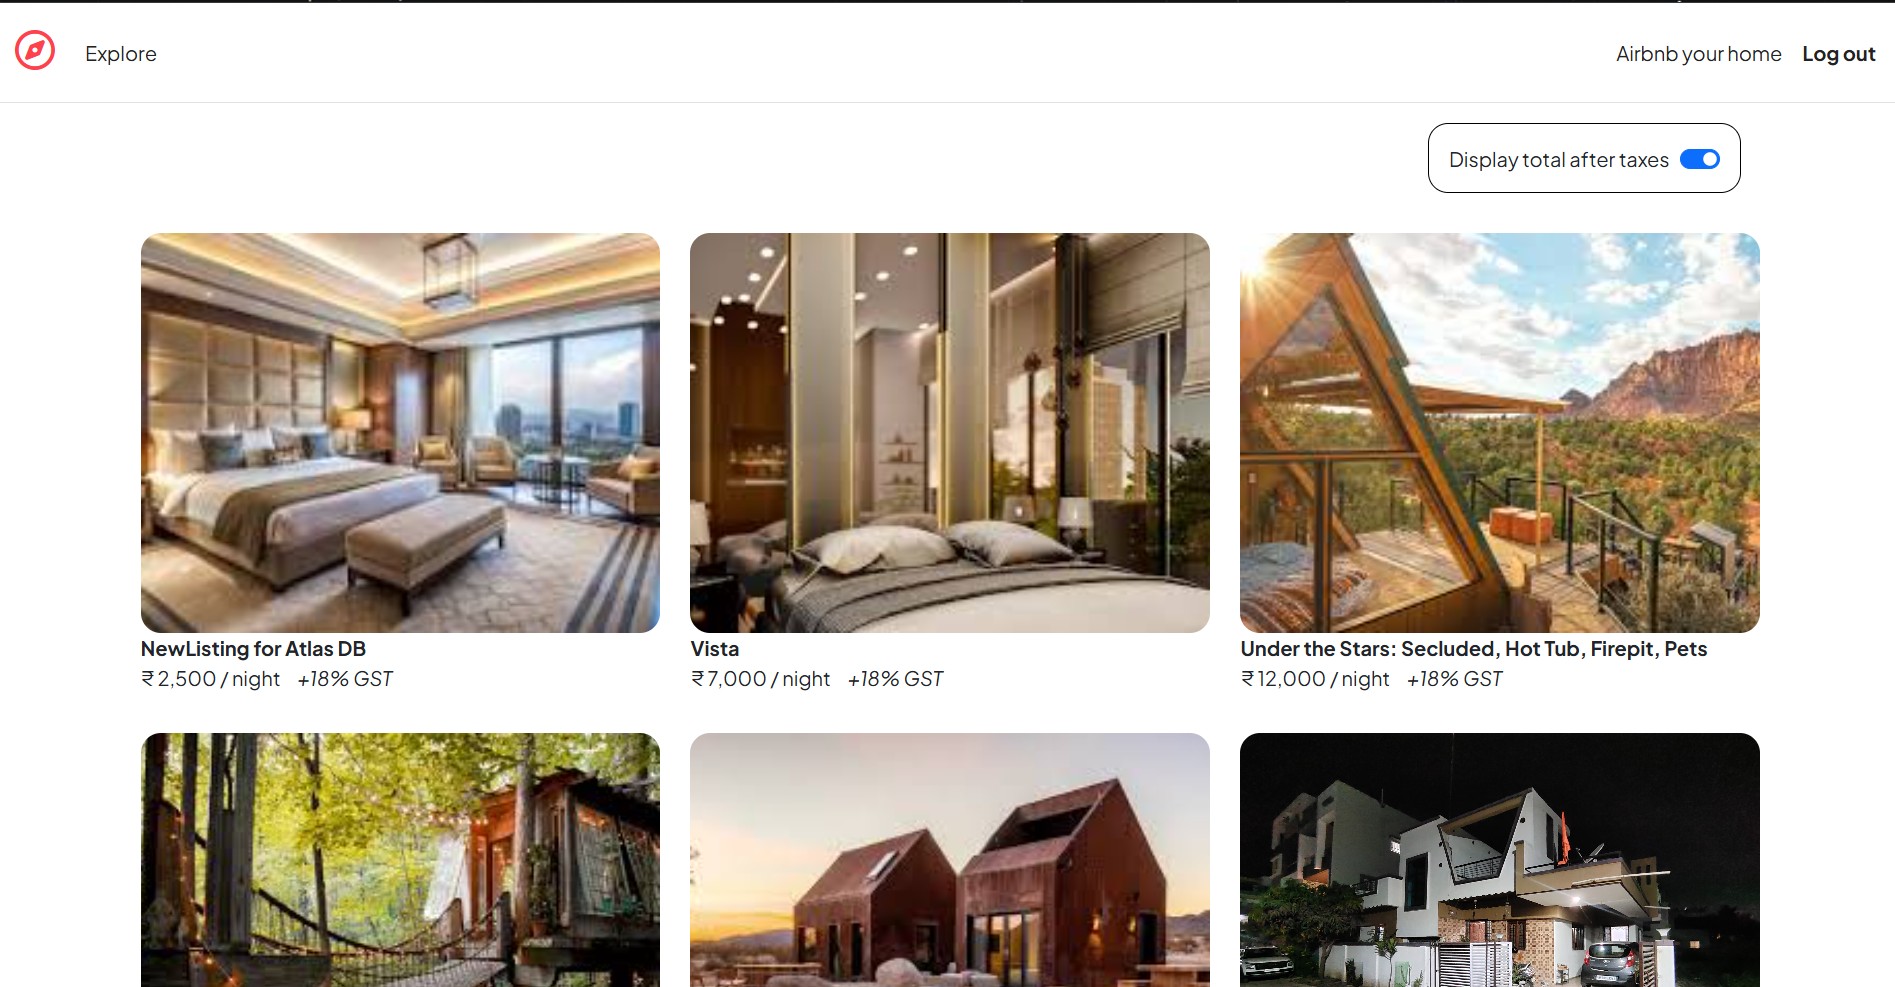 Explore
Airbnb your home Log out
Display total after taxes
NewListing for Atlas DB
₹ 2,500 / night +18% GST
Vista
₹ 7,000 / night +18% GST
Under the Stars: Secluded, Hot Tub, Firepit, Pets
₹ 12,000 / night +18% GST